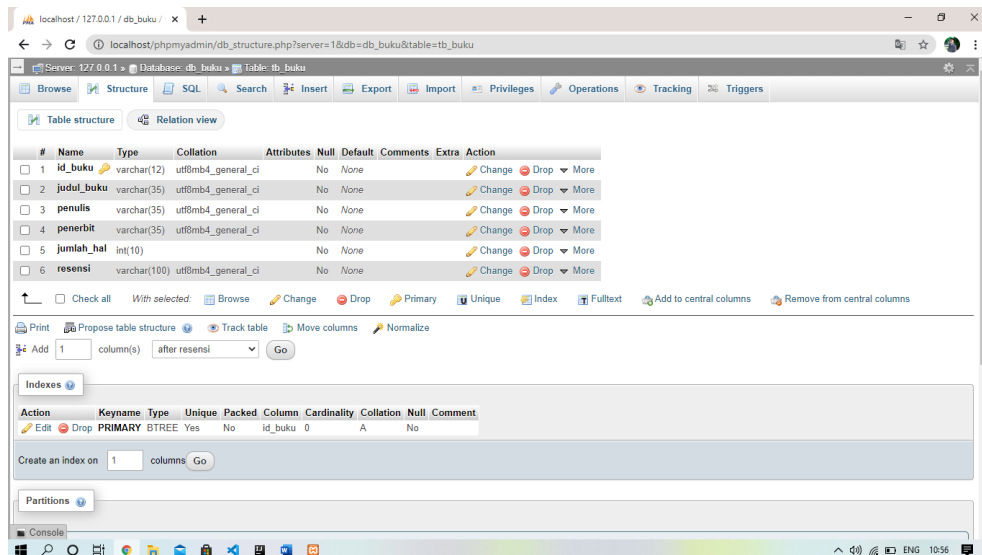 localhost / 127.0.0.1 / db_buku /
localhost/phpmyadmin/db_structure.php?server=1&db=db_buku&table=tb_buku
Server: 127.0.0.1 » Database: db_buku » Table: tb_buku
Browse Structure SQL Search Insert Export Import Privileges Operations Tracking Triggers
Table structure Relation view
# Name Type Collation Attributes Null Default Comments Extra Action
1 id_buku varchar(12) utf8mb4_general_ci No None Change Drop More
2 judul_buku varchar(35) utf8mb4_general_ci No None Change Drop More
3 penulis varchar(35) utf8mb4_general_ci No None Change Drop More
4 penerbit varchar(35) utf8mb4_general_ci No None Change Drop More
5 jumlah_hal int(10) No None Change Drop More
6 resensi varchar(100) utf8mb4_general_ci No None Change Drop More
Check all With selected: Browse Change Drop Primary Unique Index Fulltext Add to central columns Remove from central columns
Print Propose table structure Track table Move columns Normalize
Add 1 column(s) after resensi Go
Indexes
Action Keyname Type Unique Packed Column Cardinality Collation Null Comment
Edit Drop PRIMARY BTREE Yes No id_buku 0 A No
Create an index on 1 columns Go
Partitions
Console
ENG 10:56